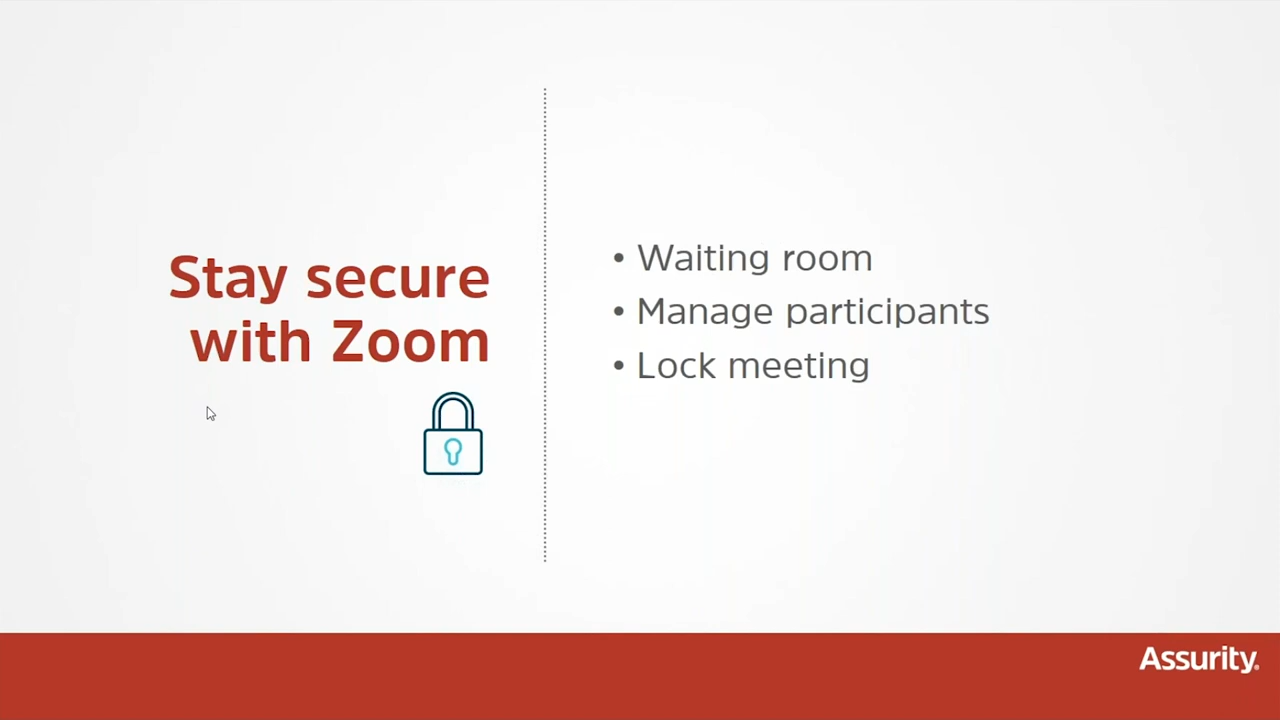 Stay secure
with Zoom
• Waiting room
• Manage participants
• Lock meeting
Assurity®